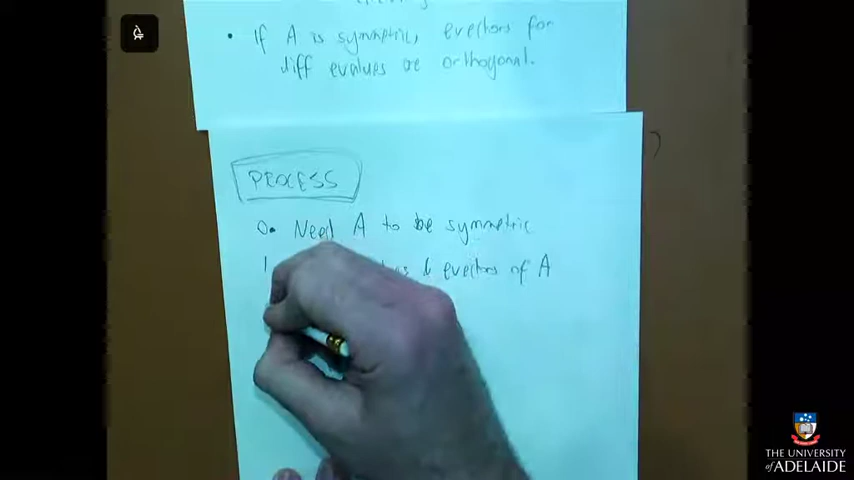 • If A is symmetric, evectors for
diff evalues are orthogonal.
PROCESS
0. Need A to be symmetric
1 & evectors of A
THE UNIVERSITY
of ADELAIDE